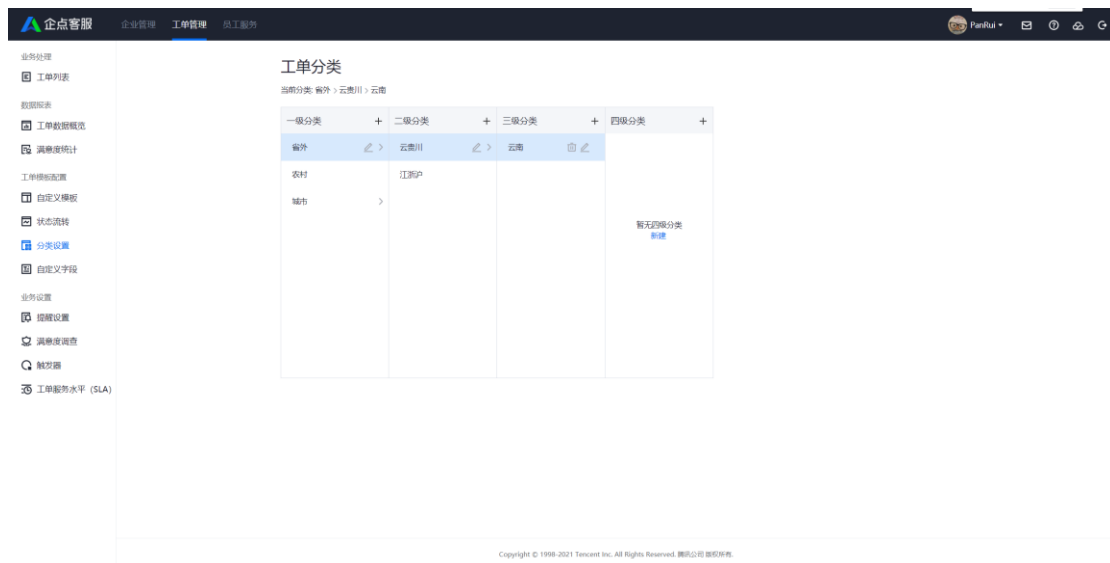 企点客服
企业管理 工单管理 员工服务
PanRui
业务处理
工单列表
数据报表
工单数据概览
满意度统计
工单模板配置
自定义模板
状态流转
分类设置
自定义字段
业务设置
提醒设置
满意度调查
触发器
工单服务水平（SLA）
工单分类
当前分类: 省外 > 云贵川 > 云南
一级分类 + 二级分类 + 三级分类 + 四级分类 +
省外 云贵川 云南
农村 江浙沪
城市
暂无四级分类
新建
Copyright © 1998-2021 Tencent Inc. All Rights Reserved. 腾讯公司 版权所有.